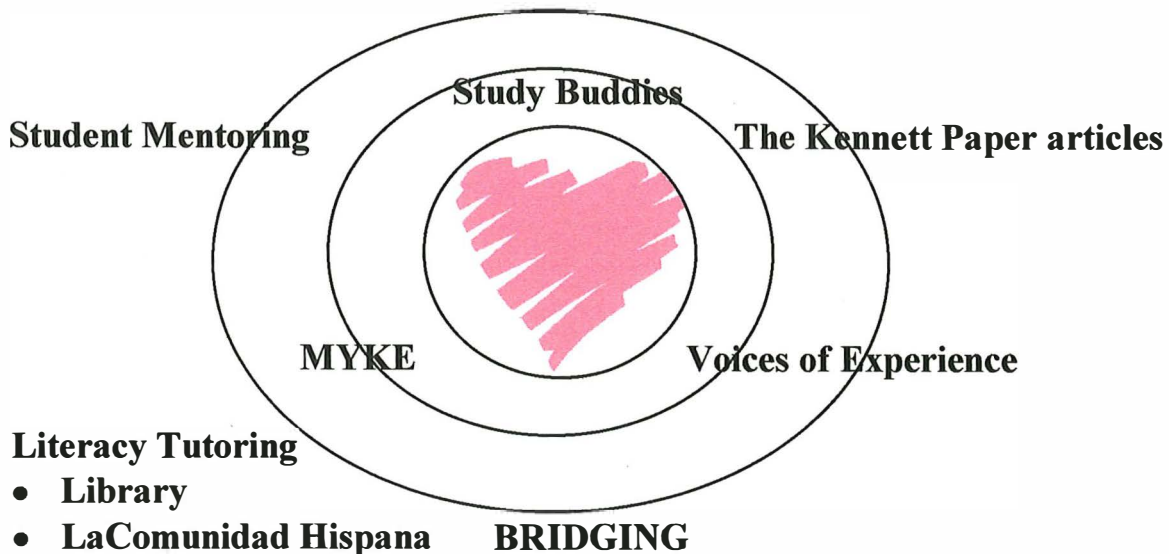 Study Buddies
Student Mentoring
The Kennett Paper articles
MYKE
Voices of Experience
Literacy Tutoring
• Library
• LaComunidad Hispana
BRIDGING